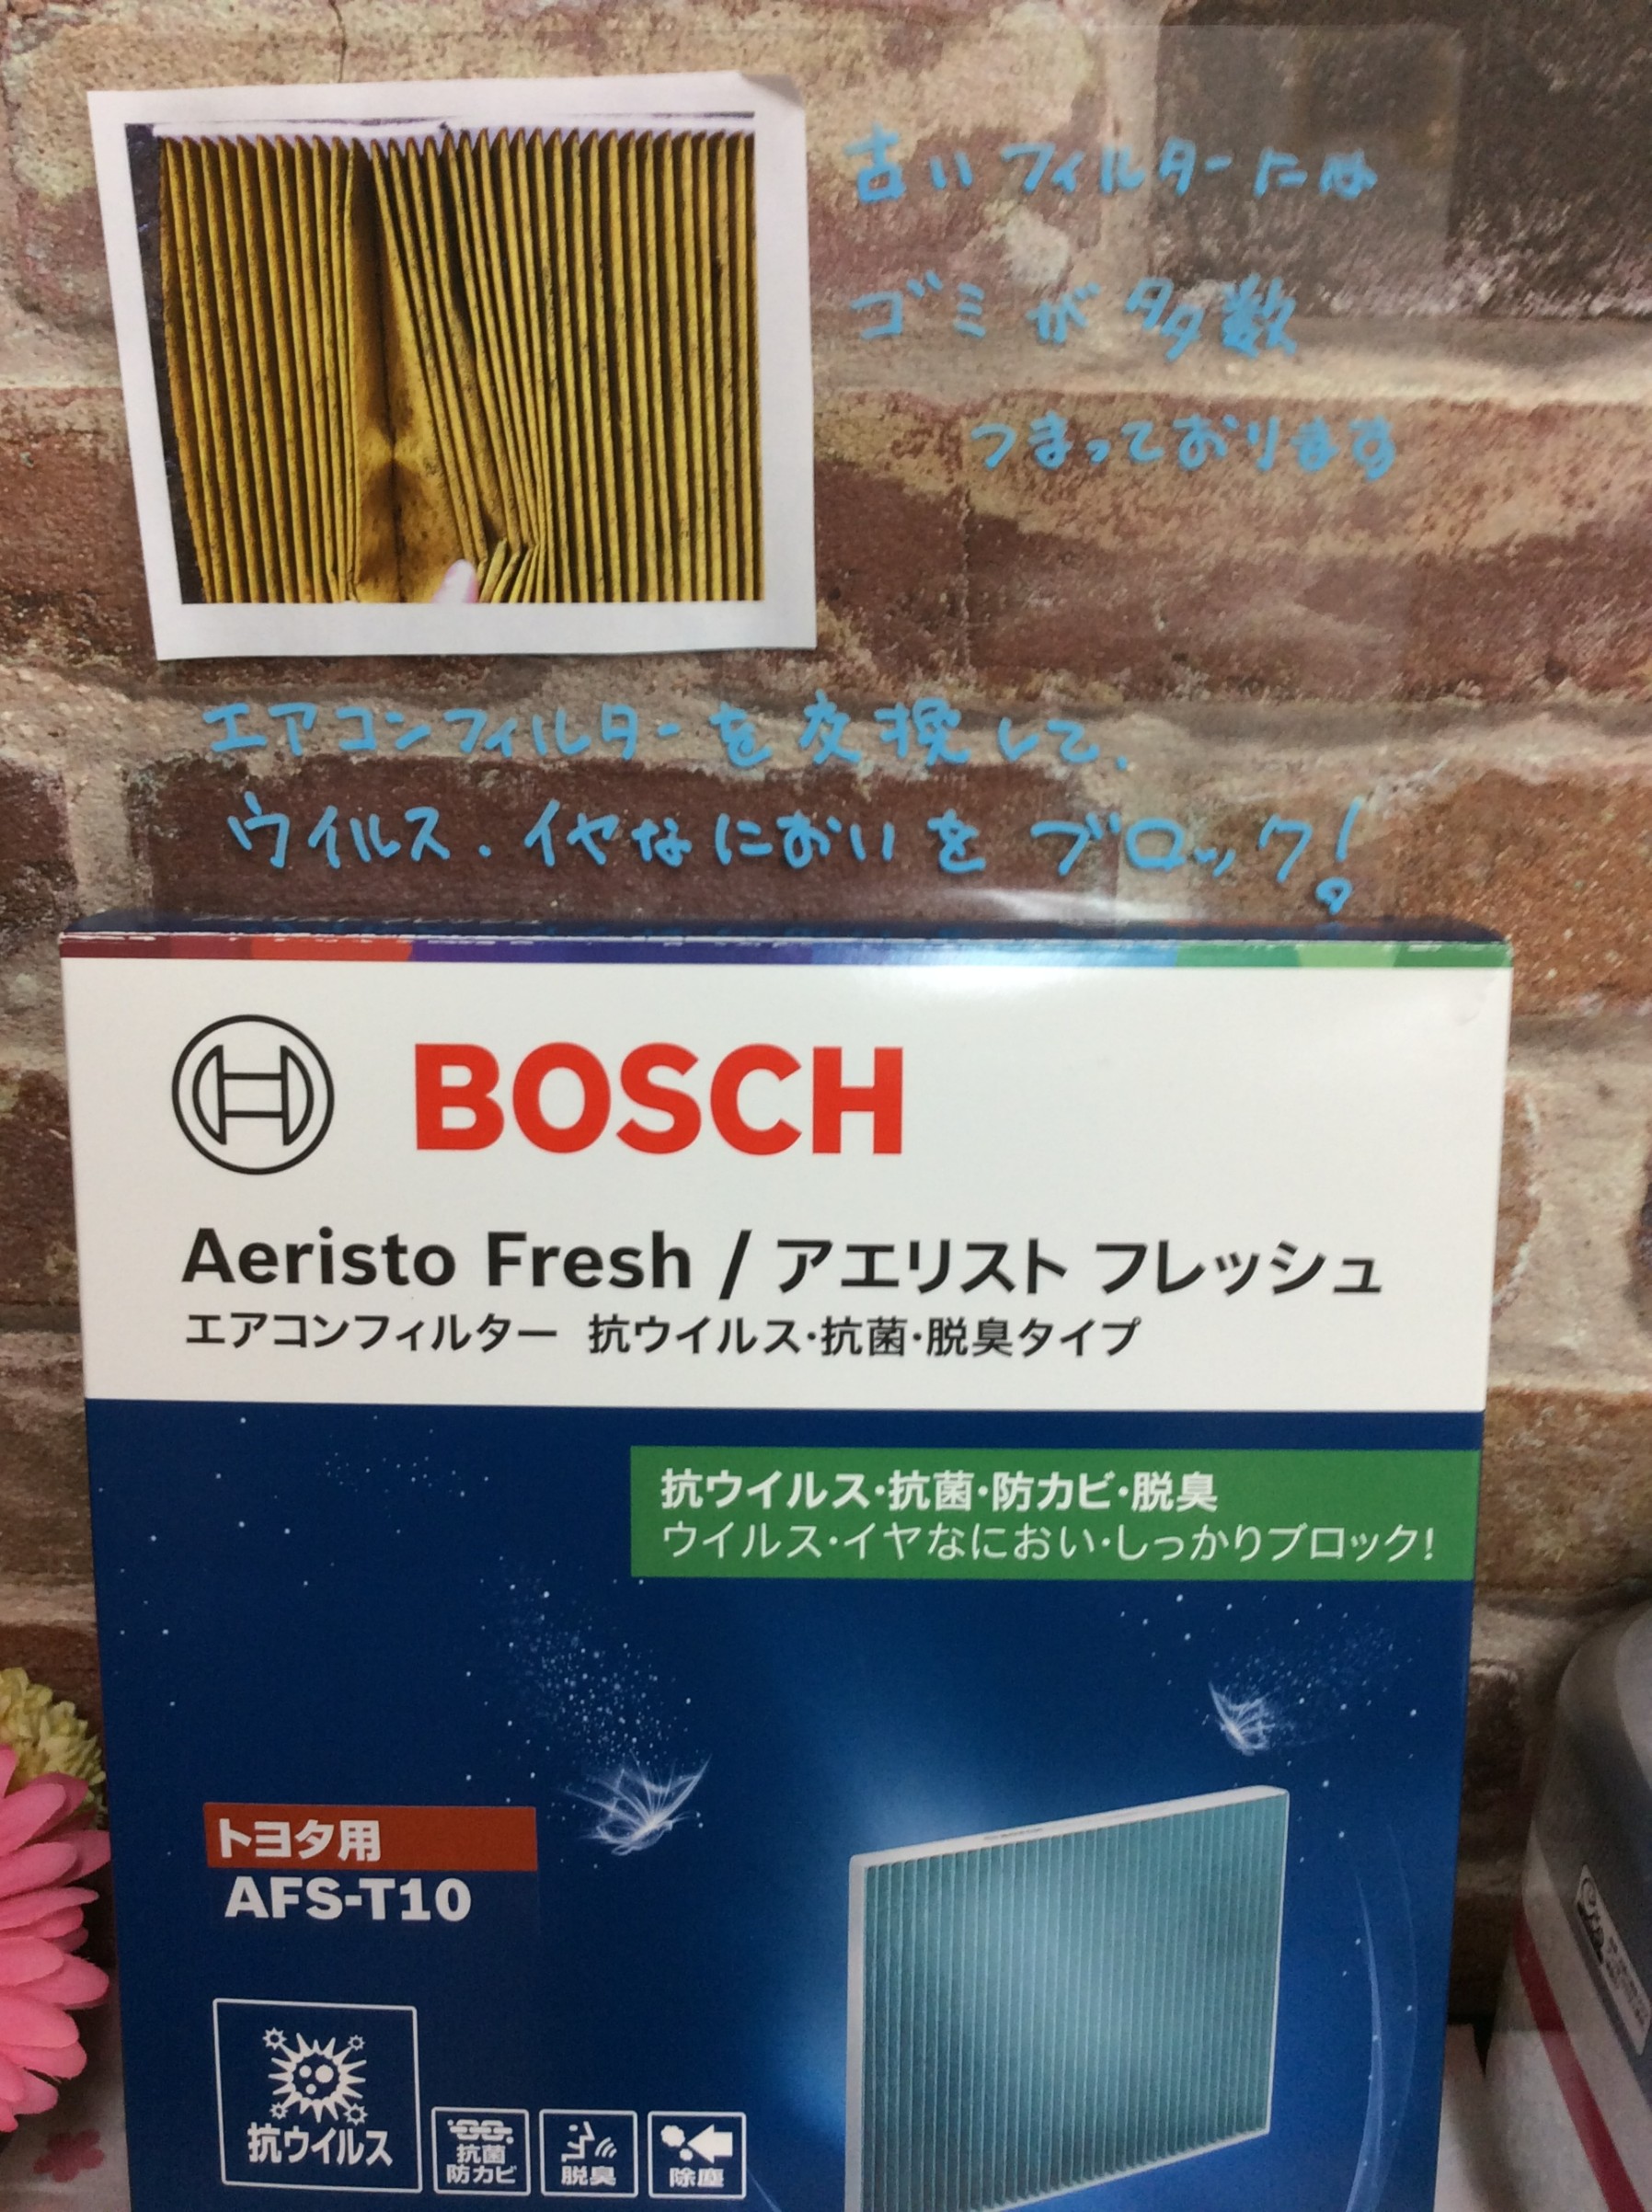 古いフィルターには
ゴミが多数
つまっております
エアコンフィルターを交換して、
ウイルス・イヤなにおいをブロック!
BOSCH
Aeristo Fresh / アエリスト フレッシュ
エアコンフィルター 抗ウイルス・抗菌・脱臭タイプ
抗ウイルス・抗菌・防カビ・脱臭
ウイルス・イヤなにおい・しっかりブロック!
トヨタ用
AFS-T10
抗ウイルス
抗菌
防カビ
脱臭
除塵